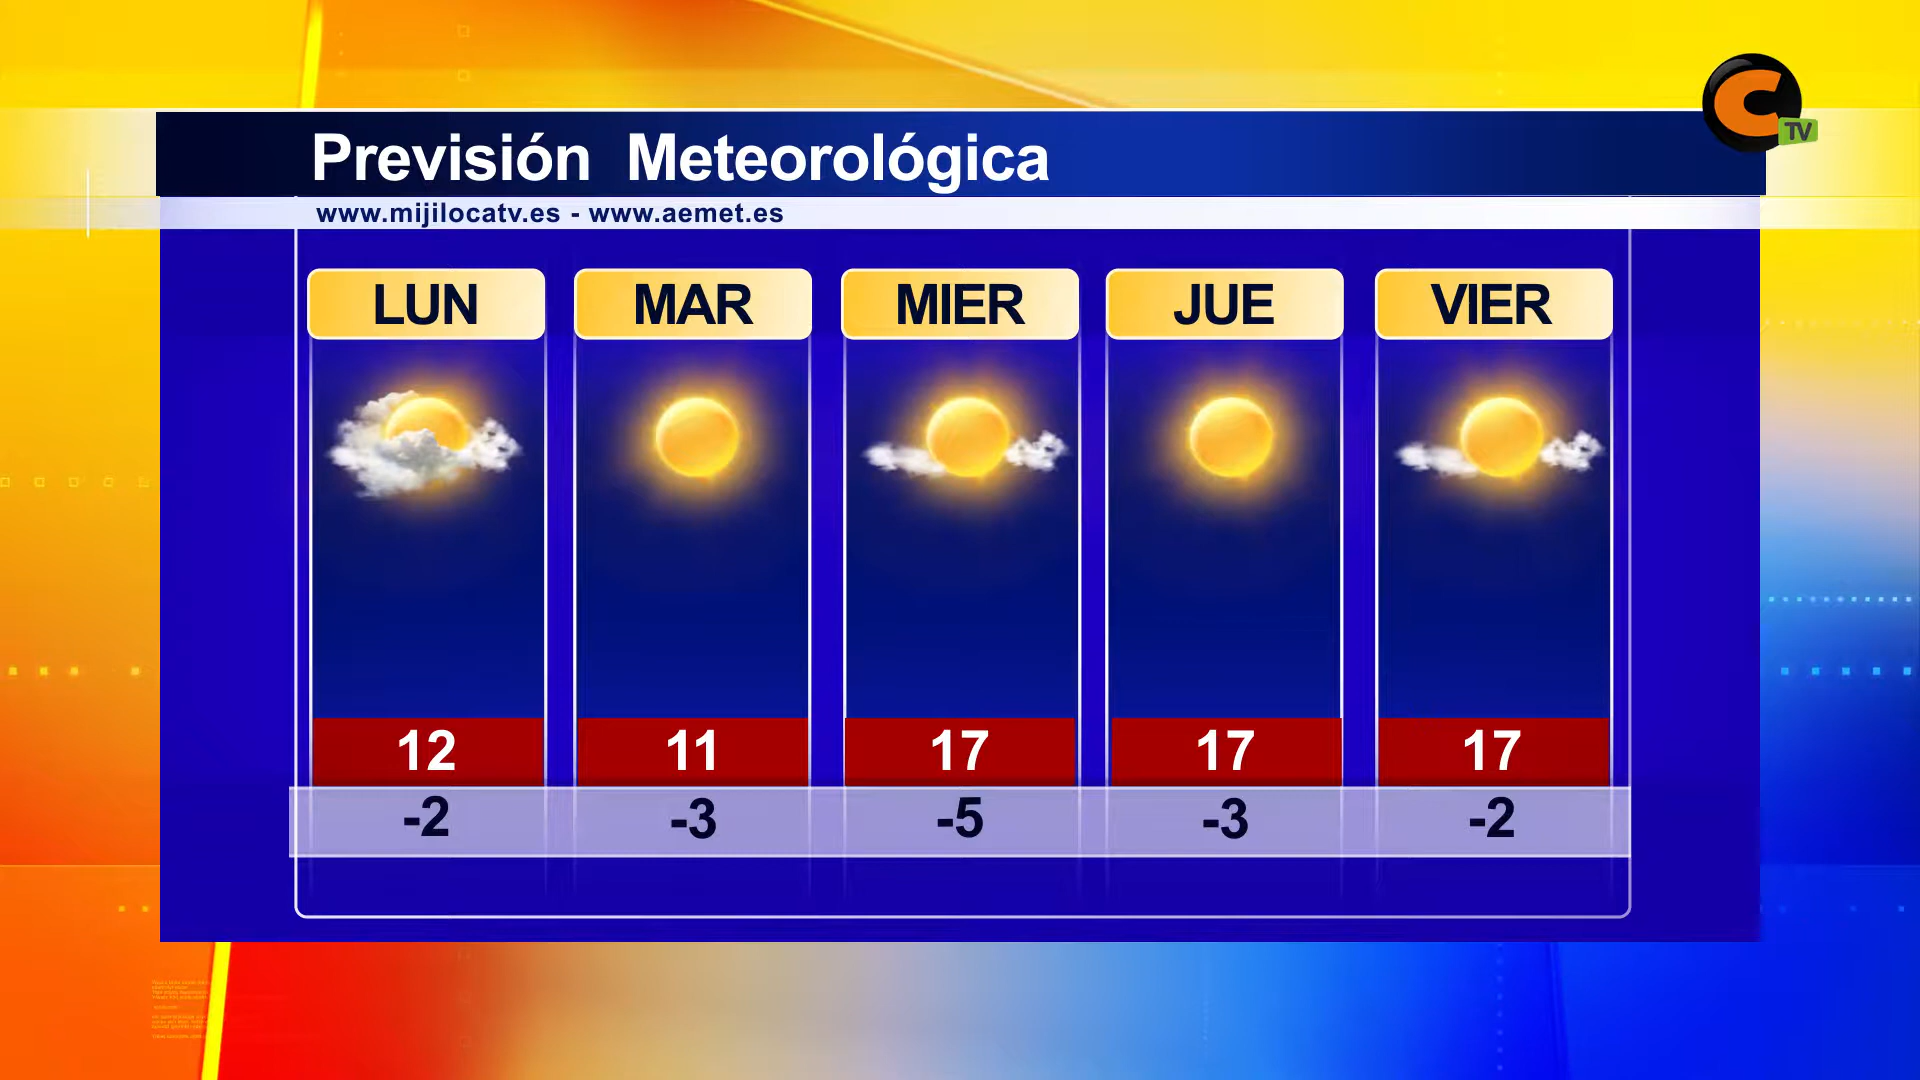 Previsión Meteorológica
C TV
www.mijilocatv.es - www.aemet.es
LUN MAR MIER JUE VIER
12 11 17 17 17
-2 -3 -5 -3 -2